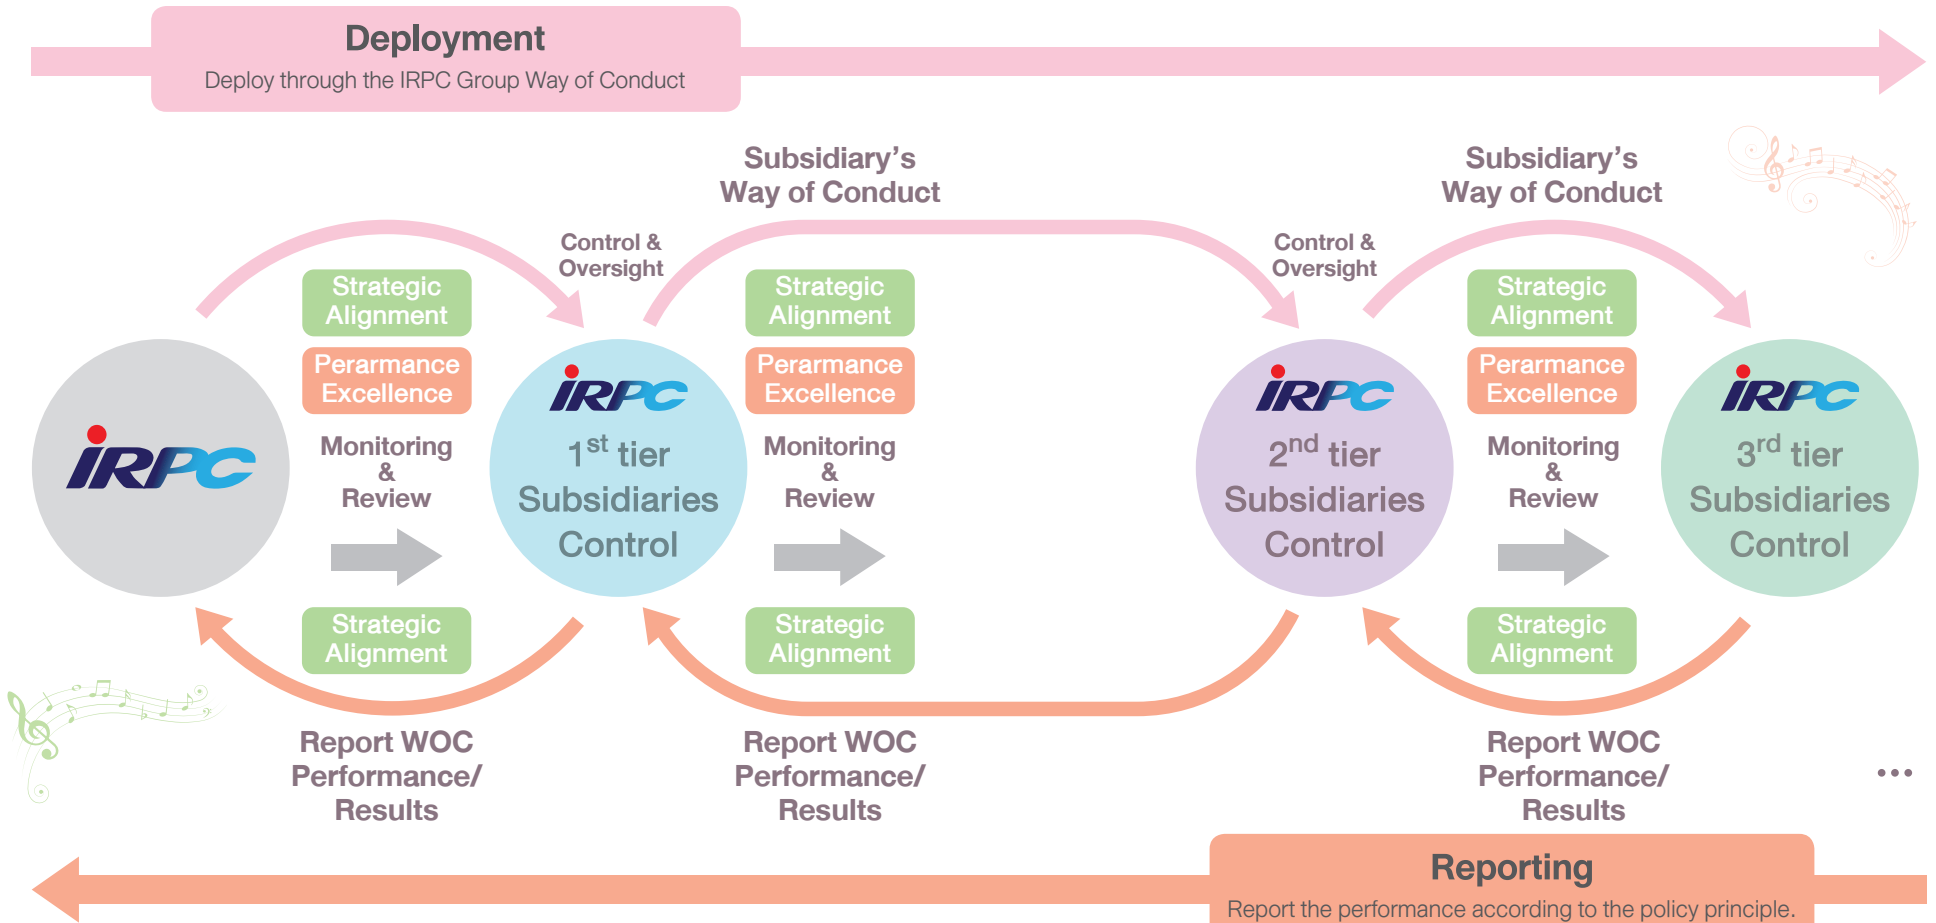 Deployment
Deploy through the IRPC Group Way of Conduct
Subsidiary's
Way of Conduct
Subsidiary's
Way of Conduct
Control &
Oversight
Control &
Oversight
Strategic
Alignment
Strategic
Alignment
Strategic
Alignment
Perarmance
Excellence
Perarmance
Excellence
Perarmance
Excellence
IRPC
Monitoring
&
Review
IRPC
1st tier
Subsidiaries
Control
Monitoring
&
Review
IRPC
2nd tier
Subsidiaries
Control
Monitoring
&
Review
IRPC
3rd tier
Subsidiaries
Control
Strategic
Alignment
Strategic
Alignment
Strategic
Alignment
Report WOC
Performance/
Results
Report WOC
Performance/
Results
Report WOC
Performance/
Results
...
Reporting
Report the performance according to the policy principle.